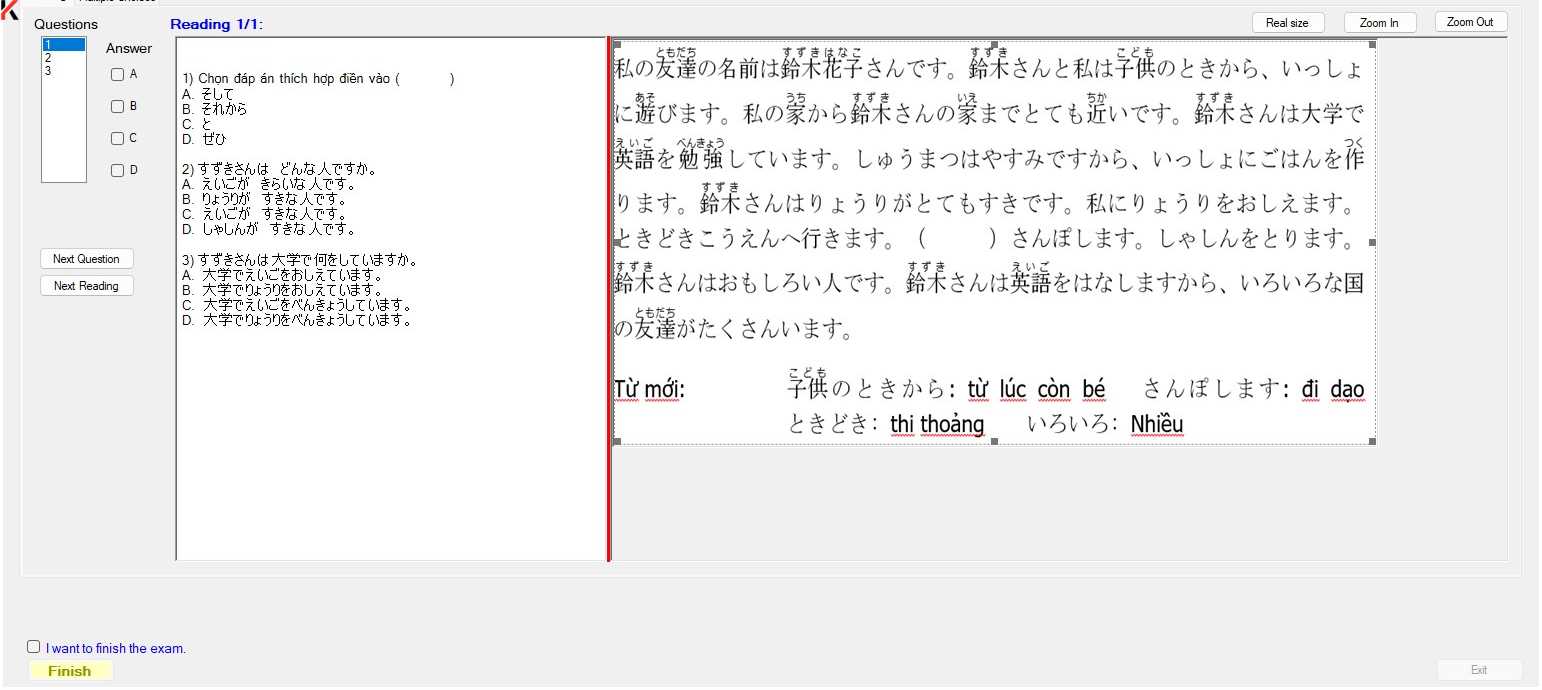 Questions
Reading 1/1:
Real size
Zoom In
Zoom Out
1
2
3
Answer
A
B
C
D
Next Question
Next Reading
1) Chọn đáp án thích hợp điền vào ( )
A. そして
B. それから
C. と
D. ぜひ
2) すずきさんは どんな人ですか。
A. えいごが きらいな人です。
B. りょうりが すきな人です。
C. えいごが すきな人です。
D. しゃしんが すきな人です。
3) すずきさんは大学で何をしていますか。
A. 大学でえいごをおしえています。
B. 大学でりょうりをおしえています。
C. 大学でえいごをべんきょうしています。
D. 大学でりょうりをべんきょうしています。
ともだち すずきはなこ すずき こども
私の友達の名前は鈴木花子さんです。鈴木さんと私は子供のときから、いっしょ
あそ うち すずき いえ ちか すずき
に遊びます。私の家から鈴木さんの家までとても近いです。鈴木さんは大学で
えいご べんきょう つく
英語を勉強しています。しゅうまつはやすみですから、いっしょにごはんを作
すずき
ります。鈴木さんはりょうりがとてもすきです。私にりょうりをおしえます。
ときどきこうえんへ行きます。（ ）さんぽします。しゃしんをとります。
すずき すずき えいご
鈴木さんはおもしろい人です。鈴木さんは英語をはなしますから、いろいろな国
ともだち
の友達がたくさんいます。
こども
Từ mới: 子供のときから: từ lúc còn bé さんぽします: đi dạo
ときどき: thi thoảng いろいろ: Nhiều
I want to finish the exam.
Finish
Exit